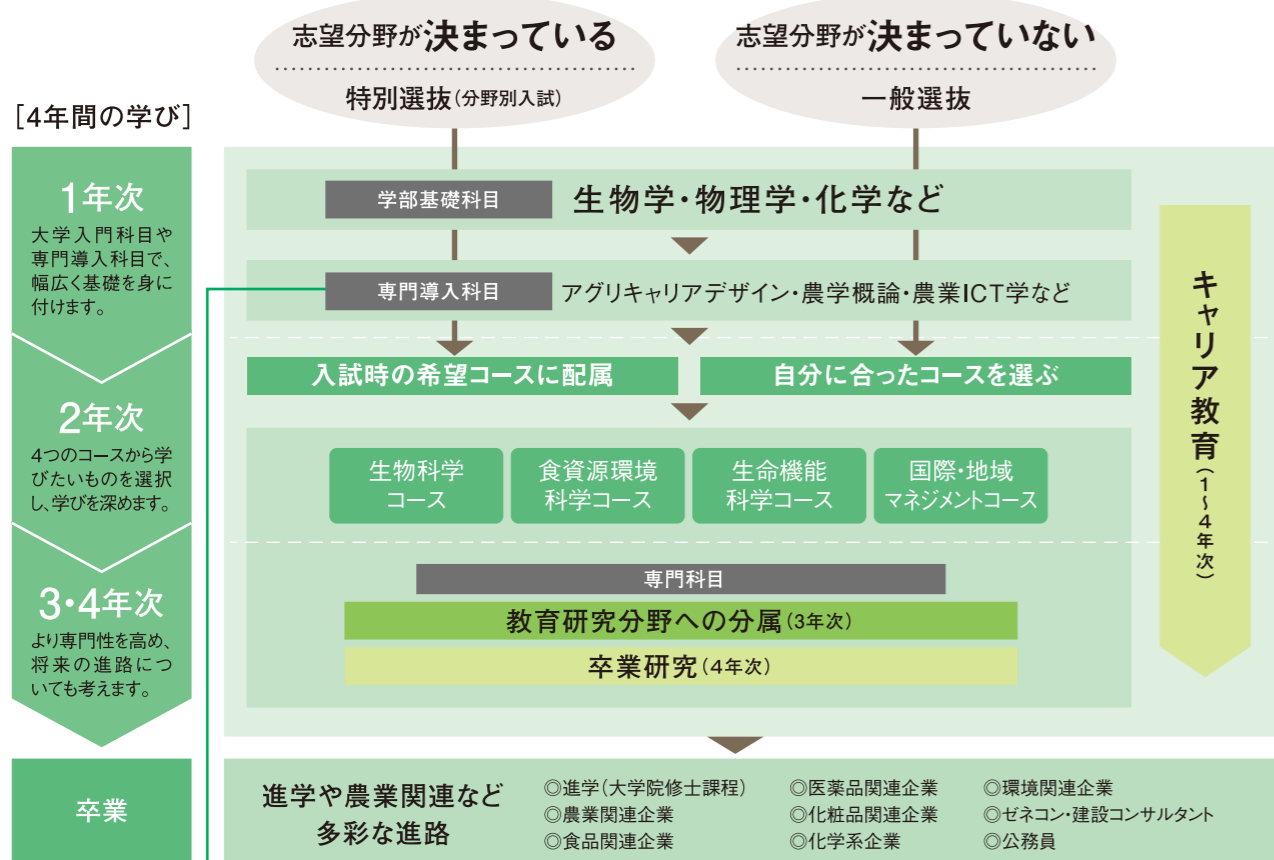 志望分野が決まっている
特別選抜(分野別入試)
志望分野が決まっていない
一般選抜
[4年間の学び]
1年次
大学入門科目や
専門導入科目で、
幅広く基礎を身に
付けます。
2年次
4つのコースから学
びたいものを選択
し、学びを深めます。
3・4年次
より専門性を高め、
将来の進路につ
いても考えます。
卒業
学部基礎科目 生物学・物理学・化学など
専門導入科目 アグリキャリアデザイン・農学概論・農業ICT学など
入試時の希望コースに配属
自分に合ったコースを選ぶ
生物科学
コース
食資源環境
科学コース
生命機能
科学コース
国際・地域
マネジメントコース
専門科目
教育研究分野への分属(3年次)
卒業研究(4年次)
キャリア教育(1〜4年次)
進学や農業関連など
多彩な進路
◎進学(大学院修士課程)
◎農業関連企業
◎食品関連企業
◎医薬品関連企業
◎化粧品関連企業
◎化学系企業
◎環境関連企業
◎ゼネコン・建設コンサルタント
◎公務員